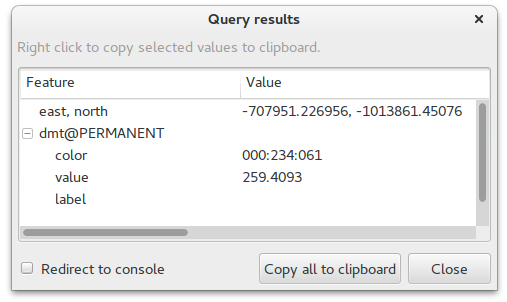 Query results
Right click to copy selected values to clipboard.
Feature Value
east, north -707951.226956, -1013861.45076
dmt@PERMANENT
color 000:234:061
value 259.4093
label
Redirect to console Copy all to clipboard Close